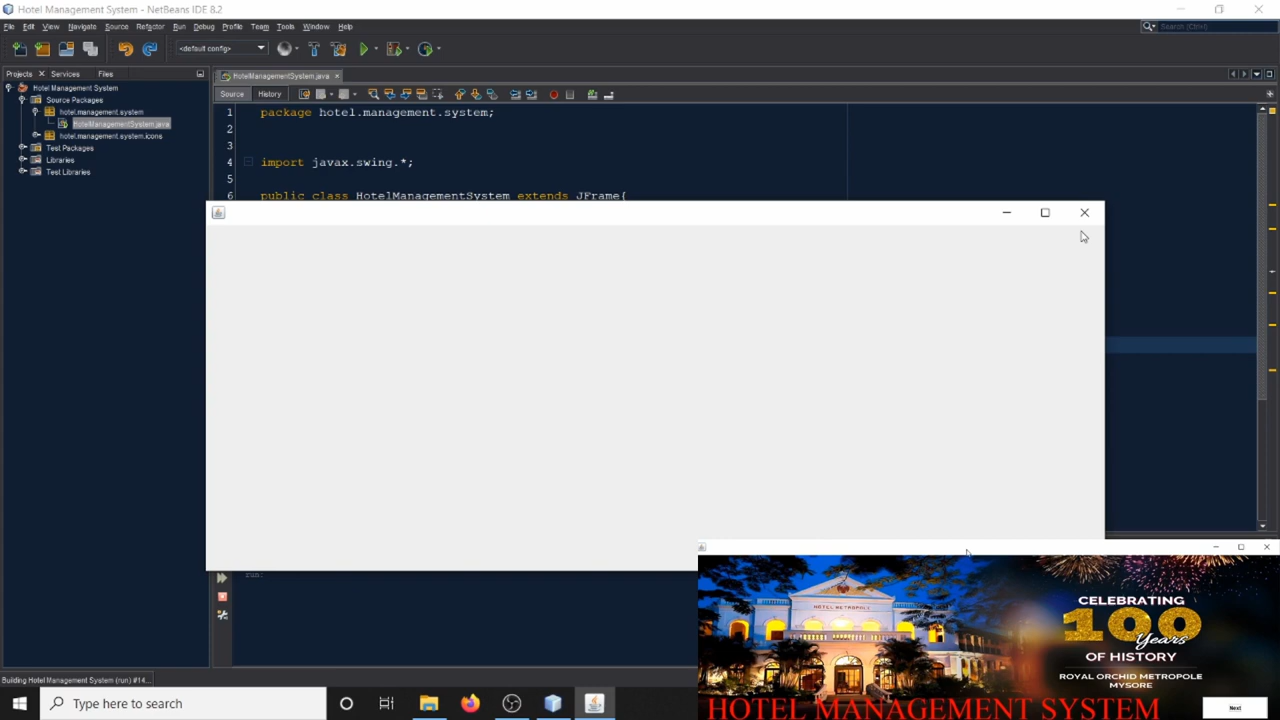 Hotel Management System - NetBeans IDE 8.2
File Edit View Navigate Source Refactor Run Debug Profile Team Tools Window Help
Search (Ctrl+I)
<default config>
Projects Services Files
HotelManagementSystem.java
Source History
Hotel Management System
Source Packages
hotel.management.system
HotelManagementSystem.java
hotel.management.system.icons
Test Packages
Libraries
Test Libraries
1 package hotel.management.system;
2
3
4 import javax.swing.*;
5
6 public class HotelManagementSystem extends JFrame{
run:
HOTEL METROPOLE
CELEBRATING
100
Years
OF HISTORY
ROYAL ORCHID METROPOLE
MYSORE
HOTEL MANAGEMENT SYSTEM
Next
Building Hotel Management System (run) #14...
Type here to search